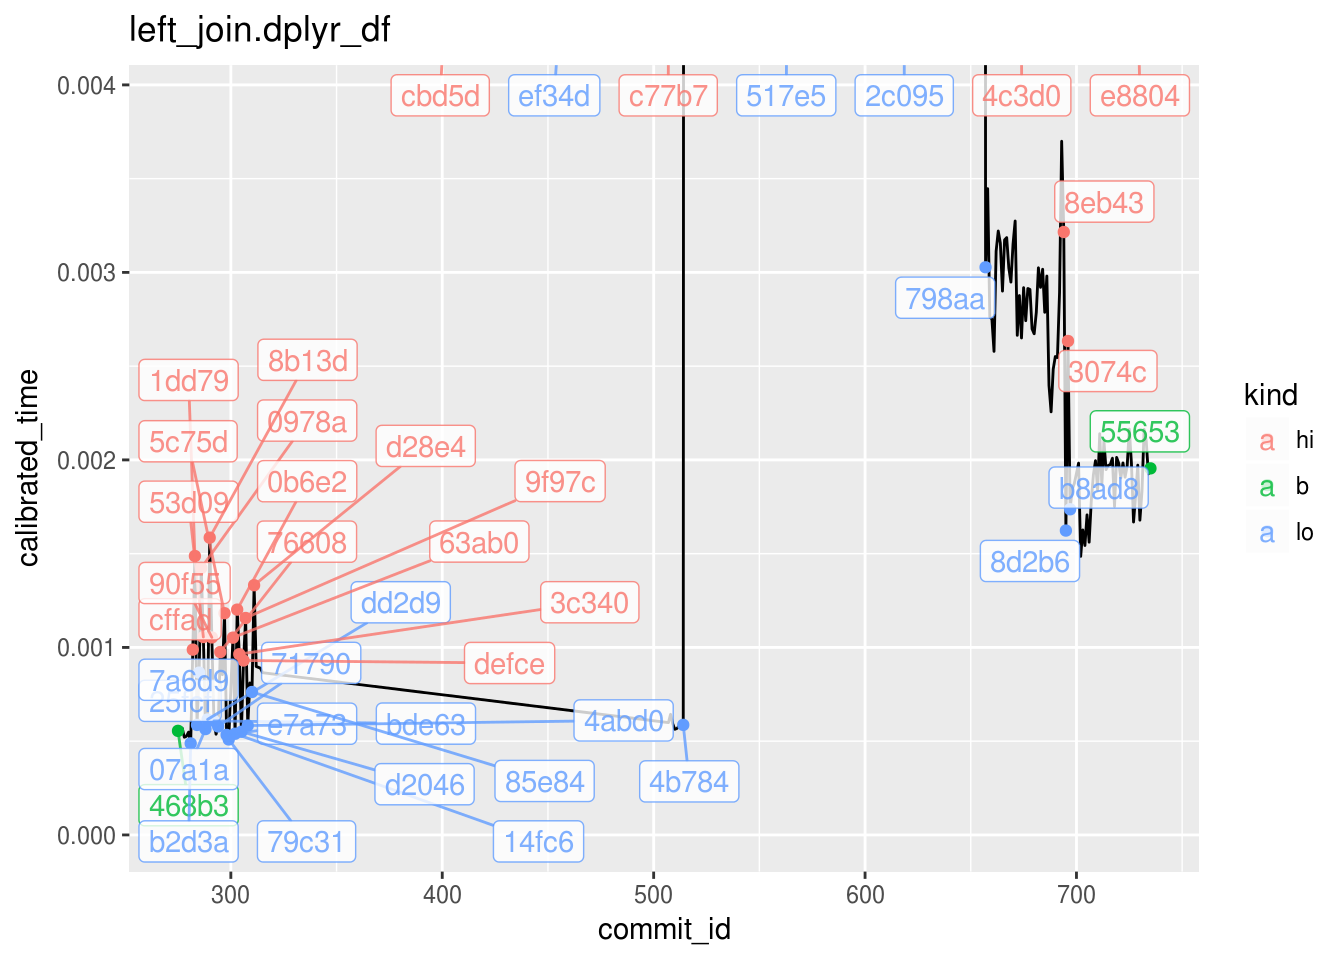 left_join.dplyr_df
0.004
0.003
0.002
0.001
0.000
calibrated_time
cbd5d
ef34d
c77b7
517e5
2c095
4c3d0
e8804
8eb43
798aa
3074c
55653
b8ad8
8d2b6
8b13d
1dd79
0978a
5c75d
d28e4
0b6e2
9f97c
53d09
76608
63ab0
90f55
dd2d9
3c340
cffad
71790
defce
7a6d9
e7a73
bde63
4abd0
07a1a
d2046
85e84
4b784
468b3
b2d3a
79c31
14fc6
300
400
500
600
700
commit_id
kind
a hi
a b
a lo